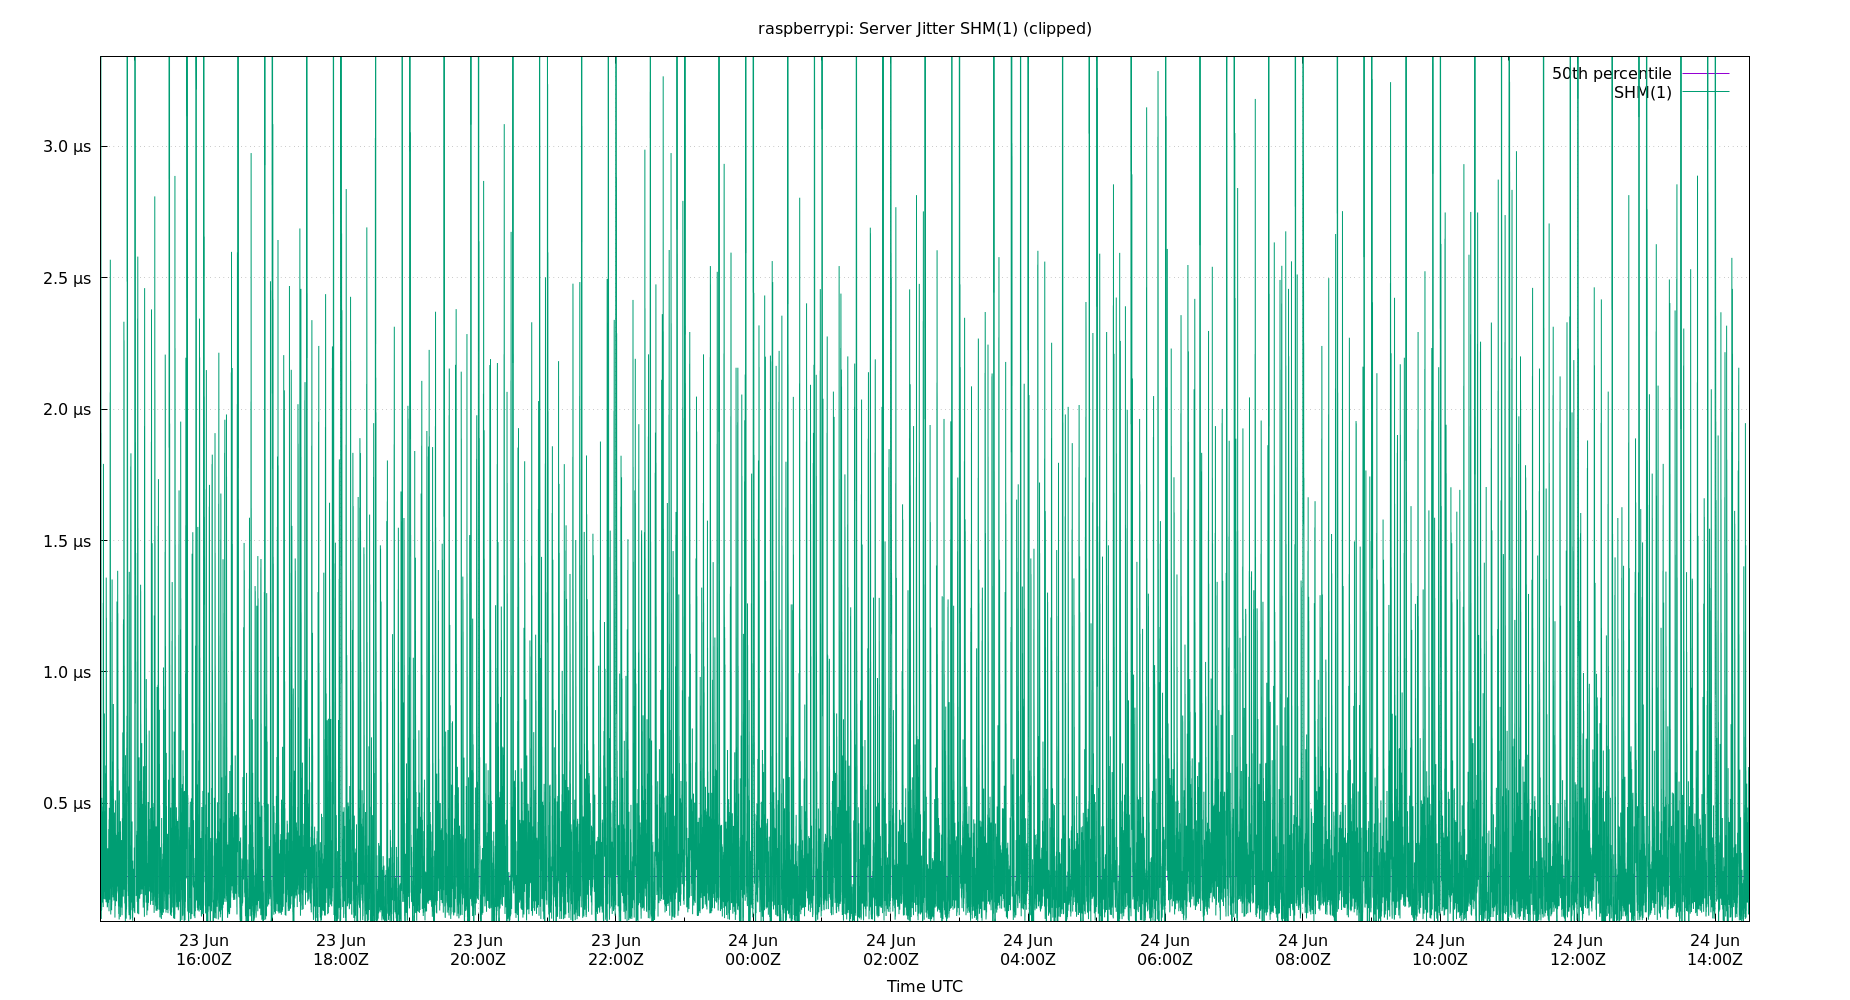 raspberrypi: Server Jitter SHM(1) (clipped)
50th percentile
SHM(1)
3.0 µs
2.5 µs
2.0 µs
1.5 µs
1.0 µs
0.5 µs
23 Jun 23 Jun 23 Jun 23 Jun 24 Jun 24 Jun 24 Jun 24 Jun 24 Jun 24 Jun 24 Jun 24 Jun
16:00Z 18:00Z 20:00Z 22:00Z 00:00Z 02:00Z 04:00Z 06:00Z 08:00Z 10:00Z 12:00Z 14:00Z
Time UTC